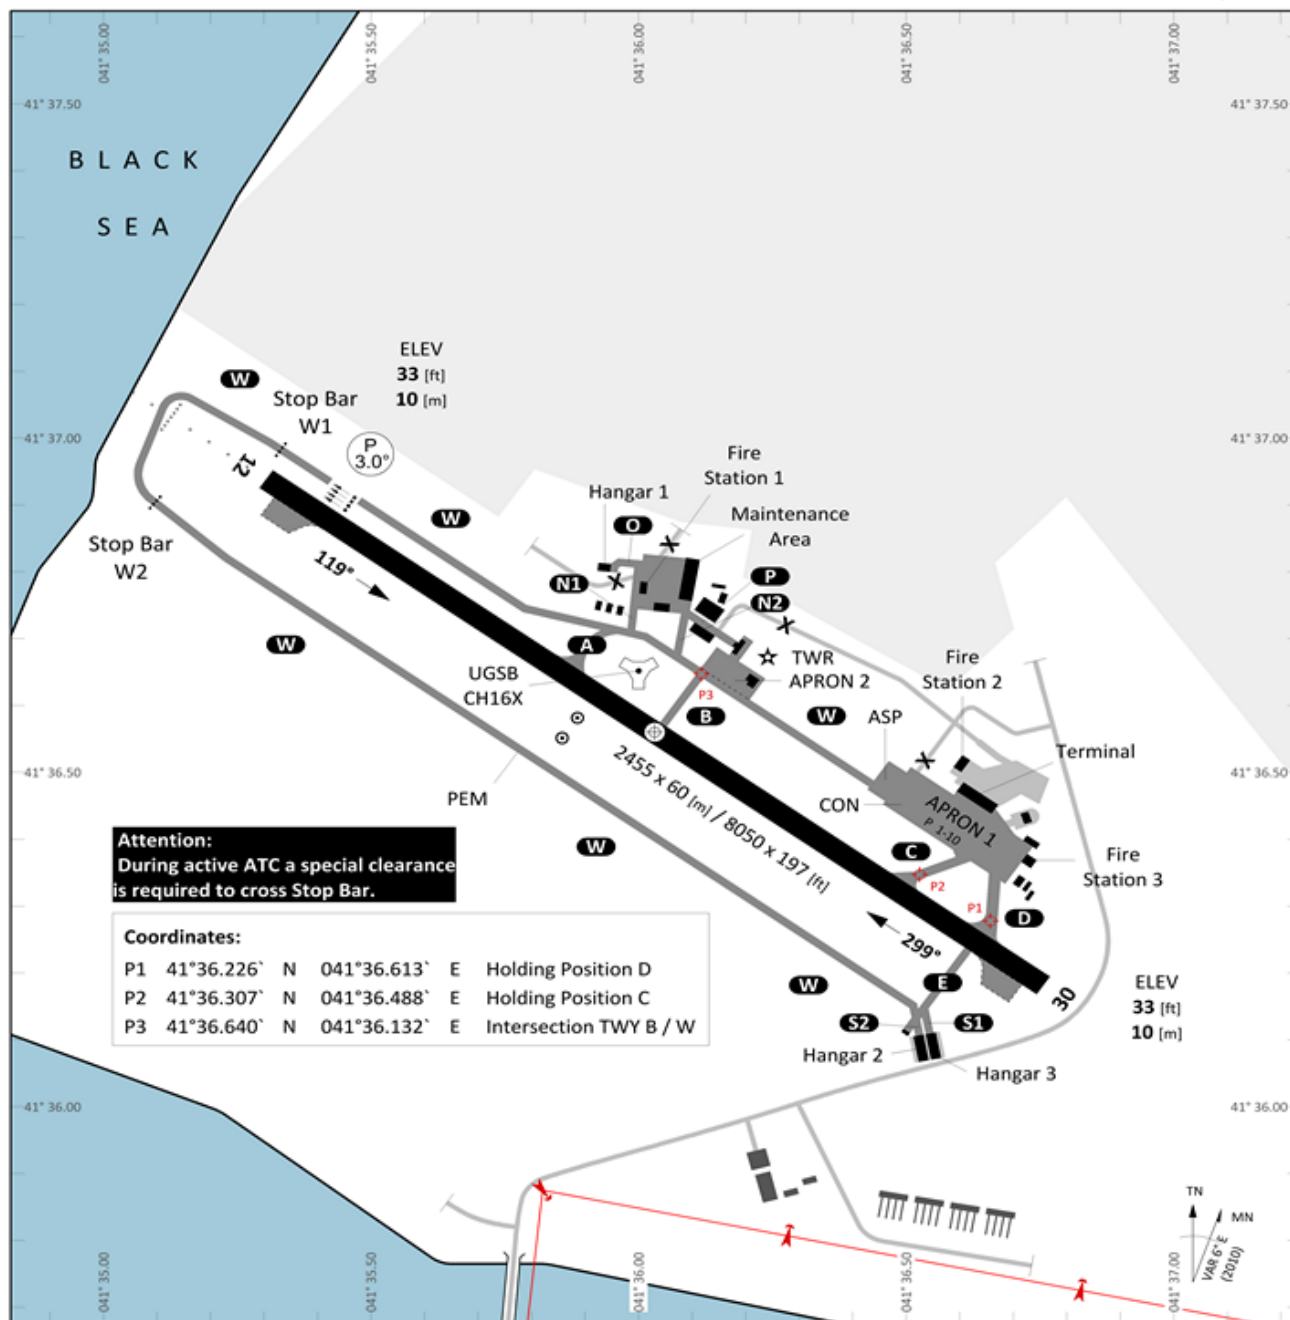 041° 35.00
041° 35.50
041° 36.00
041° 36.50
041° 37.00
41° 37.50
41° 37.50
B L A C K
S E A
ELEV
33 [ft]
10 [m]
W
Stop Bar
W1
P
3.0°
41° 37.00
41° 37.00
12
Fire
Station 1
Hangar 1
Maintenance
Area
W
O
Stop Bar
W2
119°
N1
P
N2
W
A
UGSB
CH16X
TWR
APRON 2
P3
B
W
Fire
Station 2
ASP
Terminal
41° 36.50
41° 36.50
2455 x 60 [m] / 8050 x 197 [ft]
PEM
CON
APRON 1
P 1-10
W
C
P2
Fire
Station 3
P1
D
Attention:
During active ATC a special clearance
is required to cross Stop Bar.
299°
Coordinates:
P1 41°36.226` N 041°36.613` E Holding Position D
P2 41°36.307` N 041°36.488` E Holding Position C
P3 41°36.640` N 041°36.132` E Intersection TWY B / W
W
E
30
ELEV
33 [ft]
10 [m]
S2
S1
Hangar 2
Hangar 3
41° 36.00
41° 36.00
TN
MN
VAR 6° E
(2010)
041° 35.00
041° 35.50
041° 36.00
041° 36.50
041° 37.00